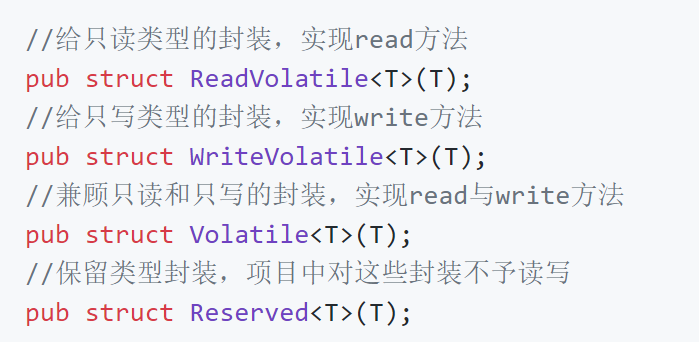 //给只读类型的封装，实现read方法
pub struct ReadVolatile<T>(T);
//给只写类型的封装，实现write方法
pub struct WriteVolatile<T>(T);
//兼顾只读和只写的封装，实现read与write方法
pub struct Volatile<T>(T);
//保留类型封装，项目中对这些封装不予读写
pub struct Reserved<T>(T);